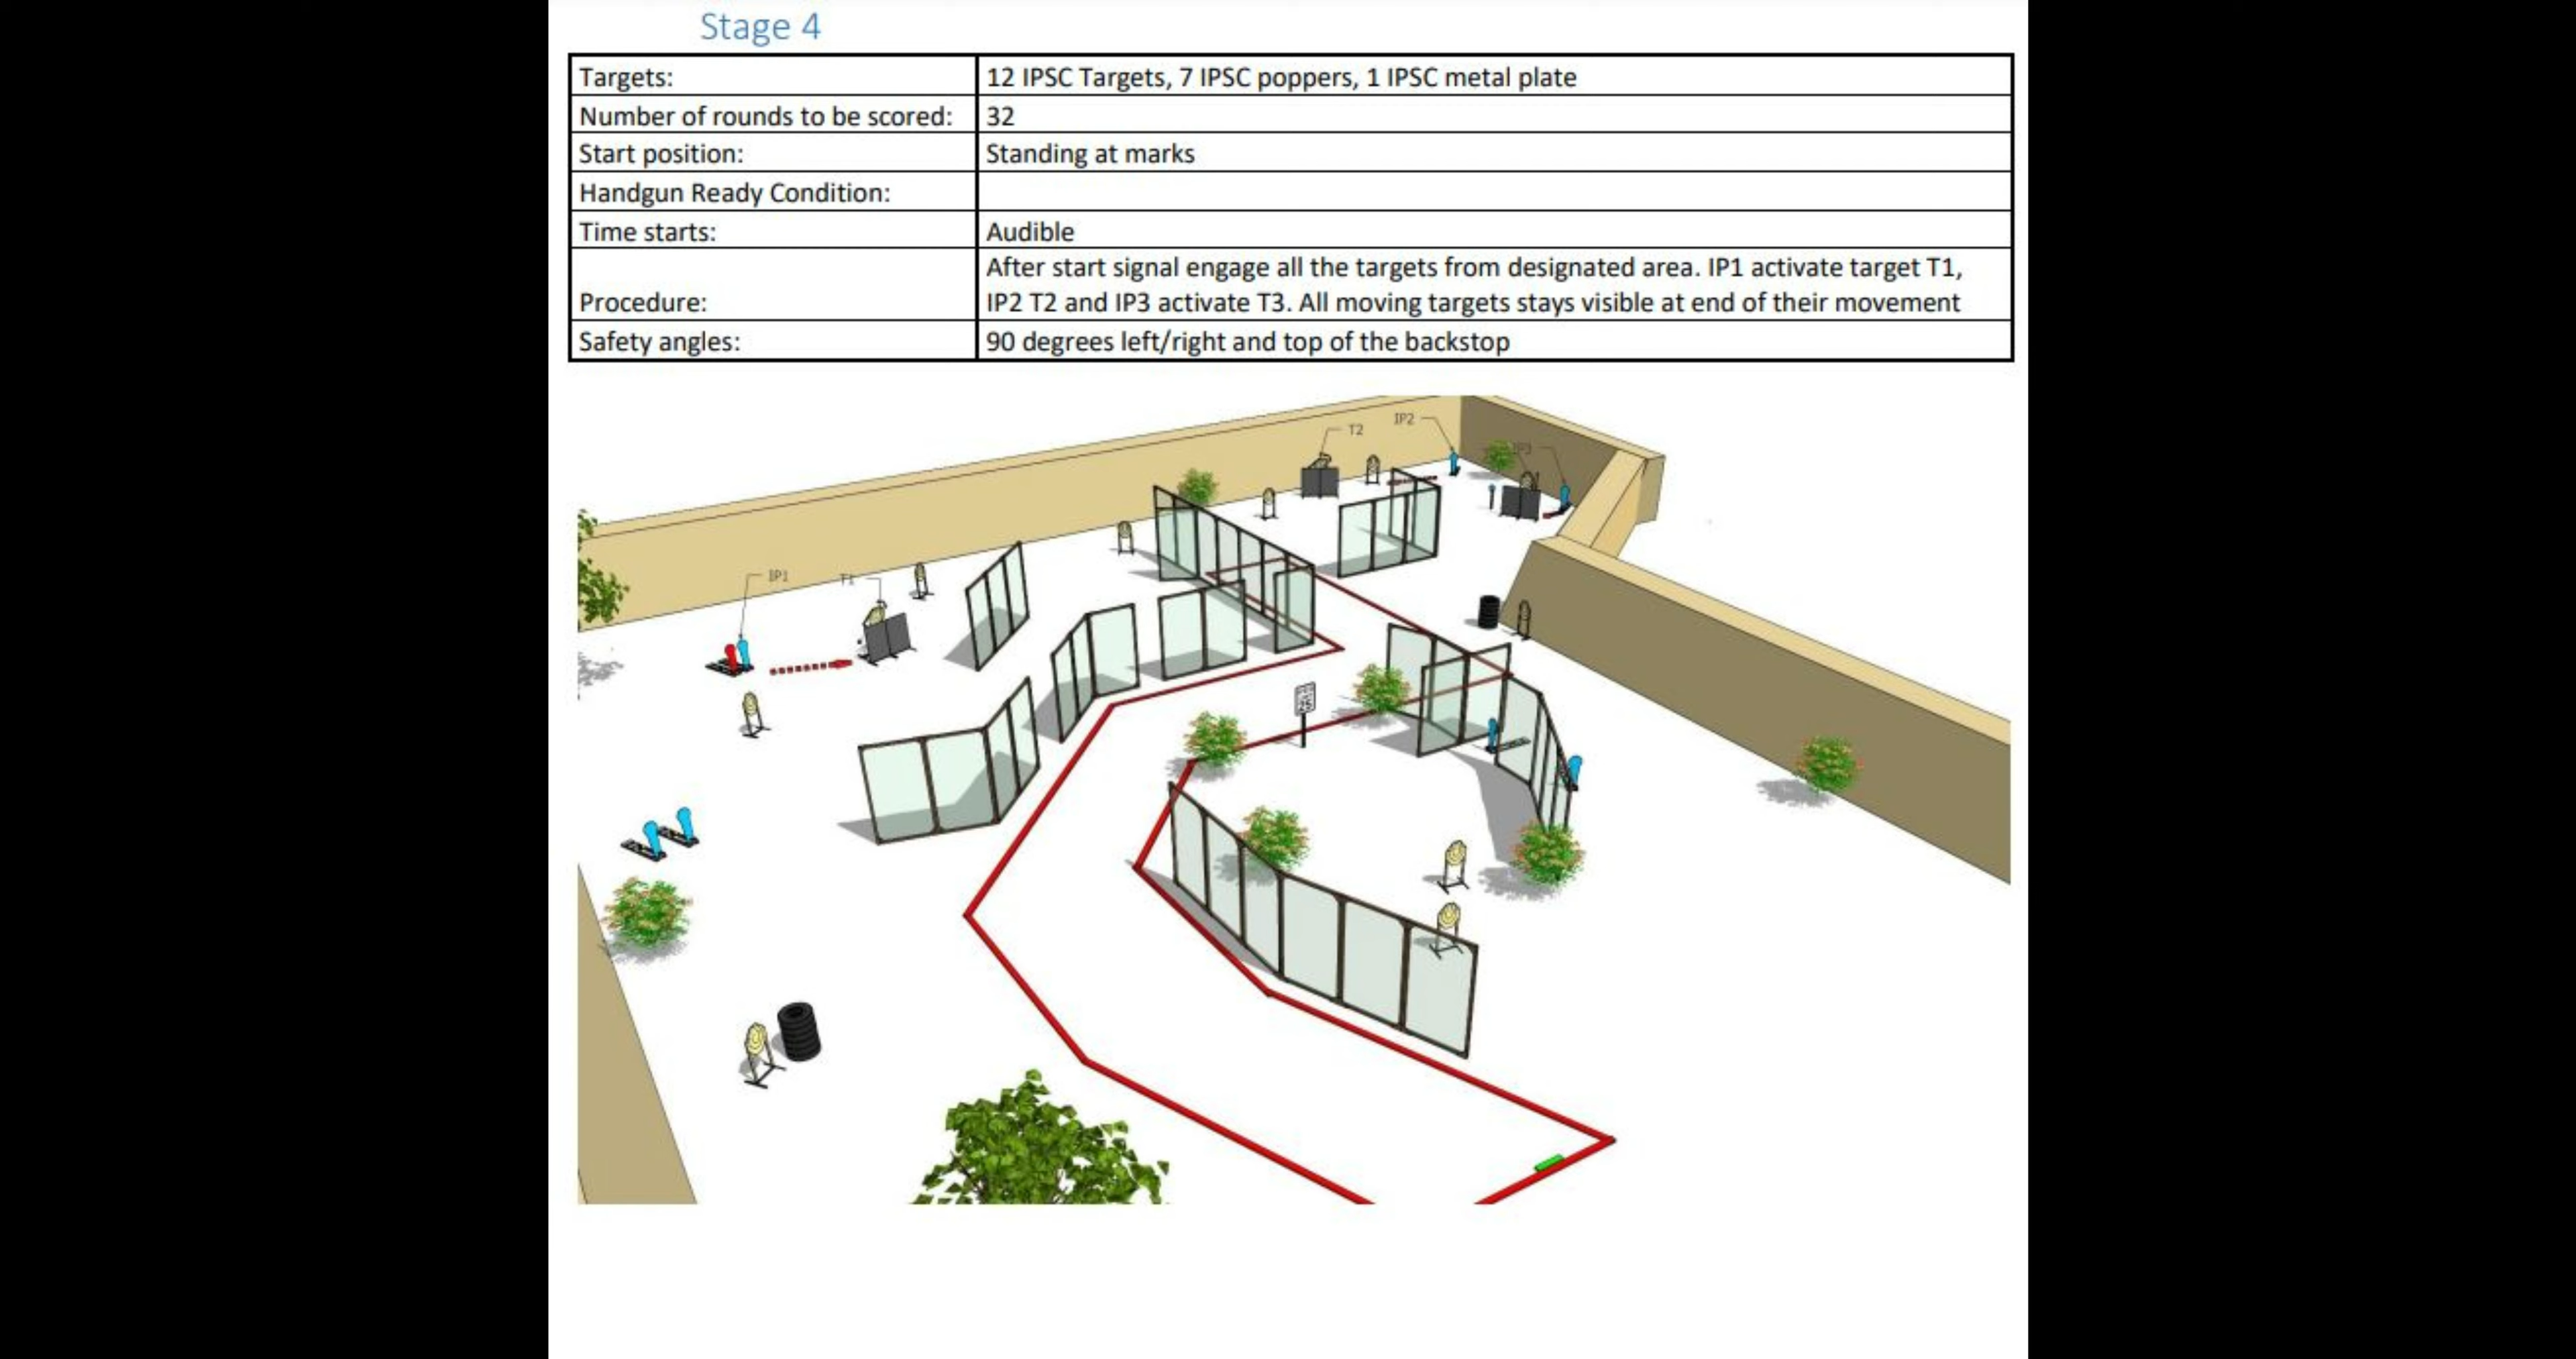 Stage 4
Targets: 12 IPSC Targets, 7 IPSC poppers, 1 IPSC metal plate
Number of rounds to be scored: 32
Start position: Standing at marks
Handgun Ready Condition:
Time starts: Audible
After start signal engage all the targets from designated area. IP1 activate target T1,
Procedure: IP2 T2 and IP3 activate T3. All moving targets stays visible at end of their movement
Safety angles: 90 degrees left/right and top of the backstop
IP2
T2
IP3
IP1
T1
25